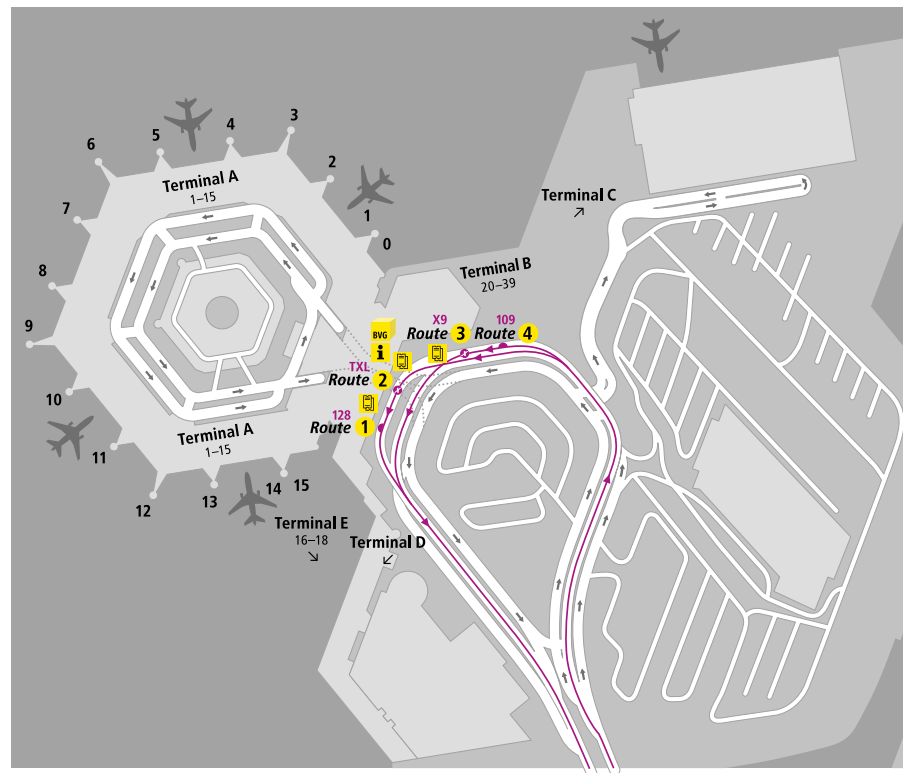 3
4
5
6
Terminal A
1–15
2
7
1
0
Terminal C
8
Terminal B
20–39
9
X9
109
Route 3
Route 4
BVG
i
TXL
Route 2
10
128
Route 1
11
Terminal A
1–15
12
13
14
15
Terminal E
16–18
Terminal D